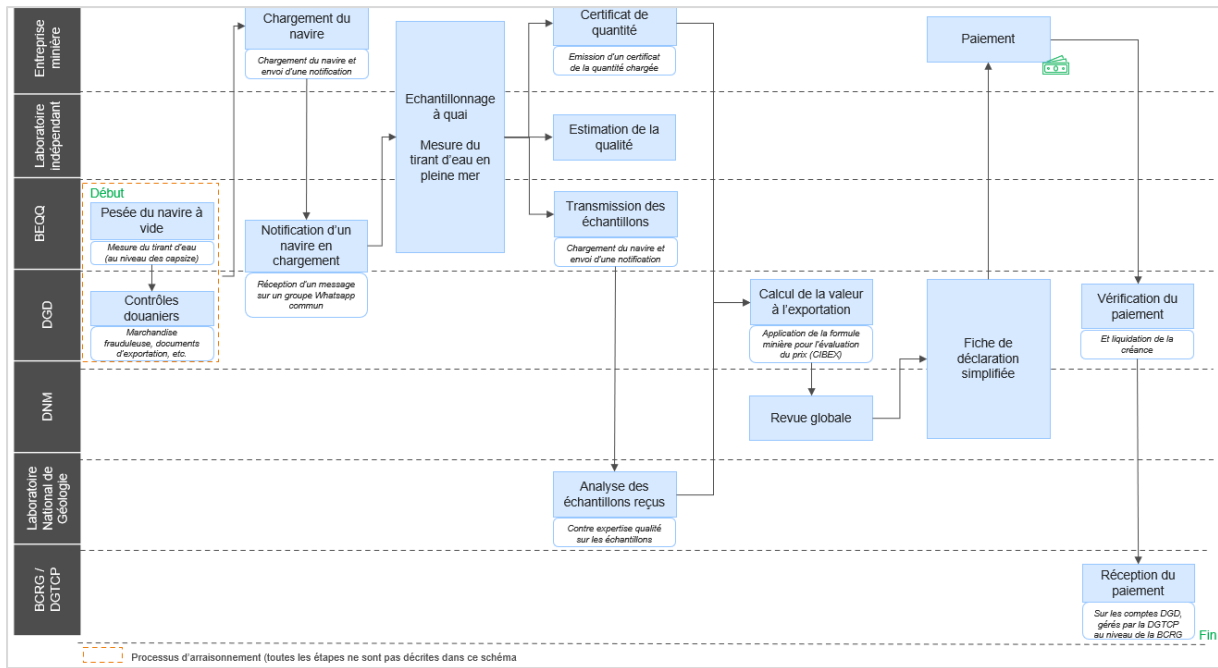 Entreprise
minière
Chargement du
navire
Chargement du navire et
envoi d'une notification
Certificat de
quantité
Emission d'un certificat
de la quantité chargée
Paiement
Laboratoire
indépendant
Echantillonnage
à quai
Mesure du
tirant d'eau en
pleine mer
Estimation de la
qualité
BEQQ
Début
Pesée du navire à
vide
Mesure du tirant d'eau
(au niveau des capsize)
Notification d'un
navire en
chargement
Réception d'un message
sur un groupe Whatsapp
commun
Transmission des
échantillons
Chargement du navire et
envoi d'une notification
DGD
Contrôles
douaniers
Marchandise
frauduleuse, documents
d'exportation, etc.
Calcul de la valeur
à l'exportation
Application de la formule
minière pour l'évaluation
du prix (CIBEX)
Fiche de
déclaration
simplifiée
Vérification du
paiement
Et liquidation de la
créance
DNM
Revue globale
Laboratoire
National de
Géologie
Analyse des
échantillons reçus
Contre expertise qualité
sur les échantillons
BCRG /
DGTCP
Réception du
paiement
Sur les comptes DGD,
gérés par la DGTCP
au niveau de la BCRG
Fin
Processus d'arraisonnement (toutes les étapes ne sont pas décrites dans ce schéma